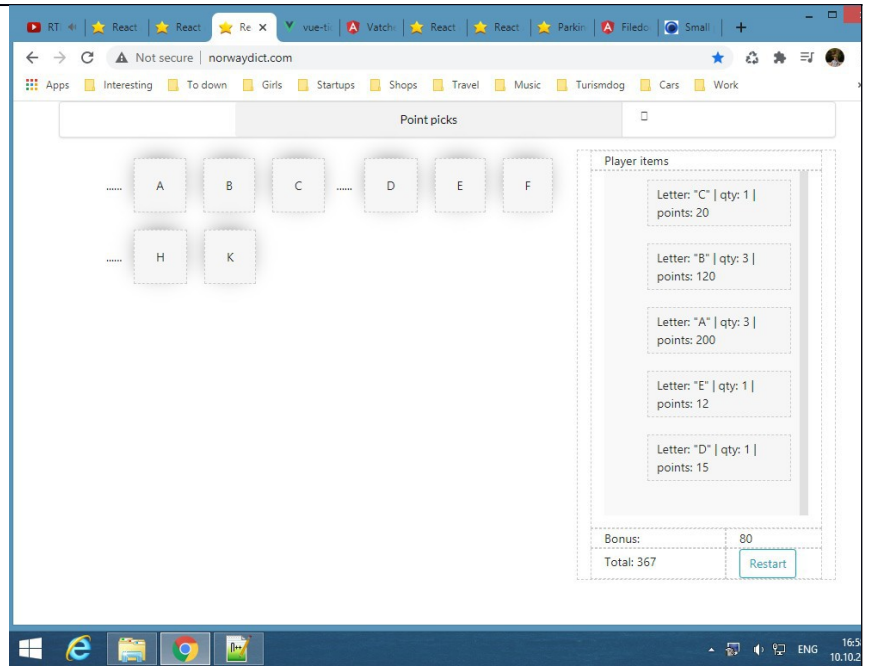 RT
React
React
Re
vue-ti
Vatch
React
React
Parkin
Filedo
Small
Not secure | norwaydict.com
Apps Interesting To down Girls Startups Shops Travel Music Turismdog Cars Work
Point picks
...... A B C ...... D E F
...... H K
Player items
Letter: "C" | qty: 1 |
points: 20
Letter: "B" | qty: 3 |
points: 120
Letter: "A" | qty: 3 |
points: 200
Letter: "E" | qty: 1 |
points: 12
Letter: "D" | qty: 1 |
points: 15
Bonus: 80
Total: 367 Restart
ENG
16:5
10.10.2